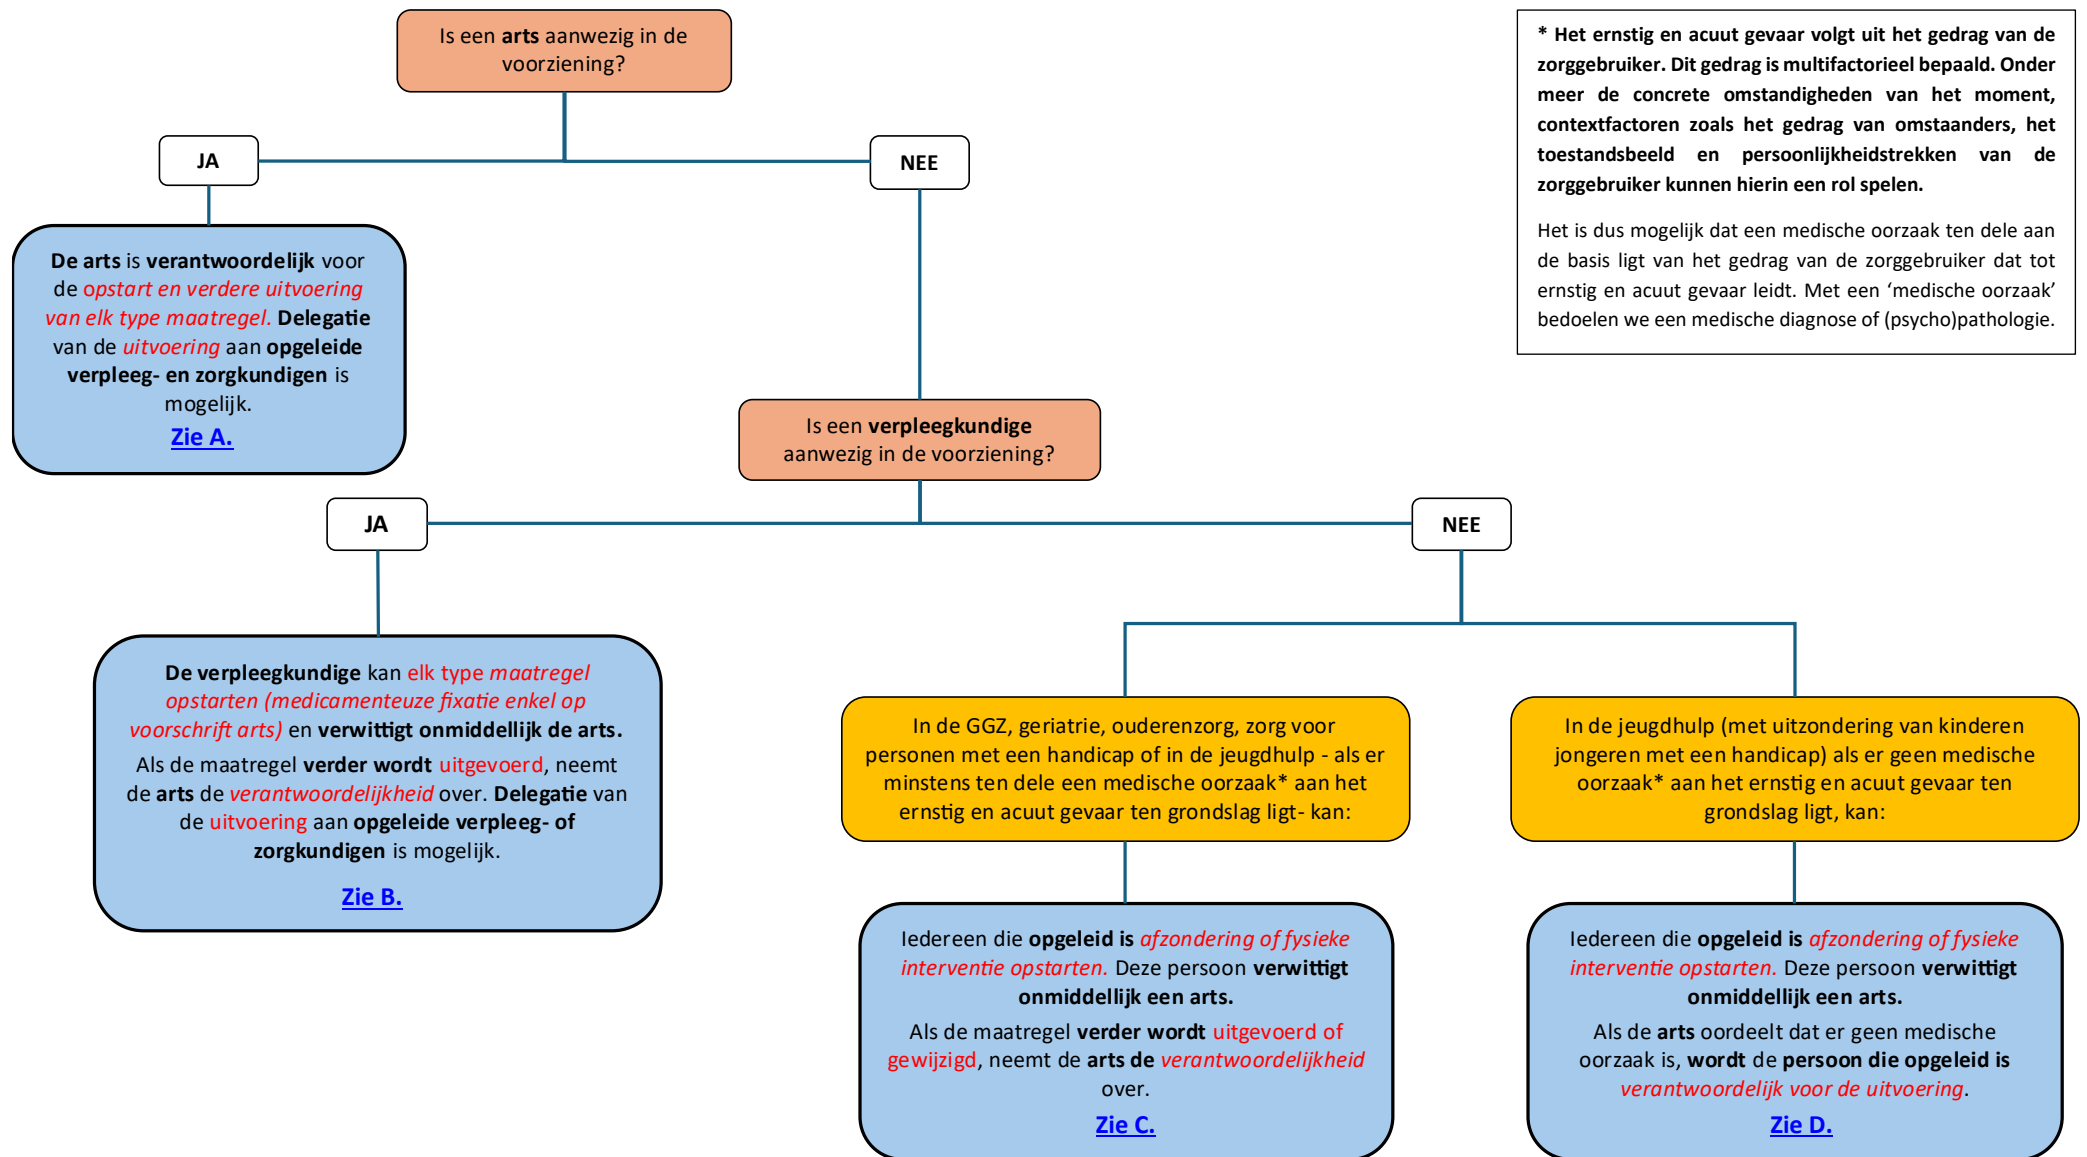 Is een arts aanwezig in de
voorziening?
* Het ernstig en acuut gevaar volgt uit het gedrag van de
zorggebruiker. Dit gedrag is multifactorieel bepaald. Onder
meer de concrete omstandigheden van het moment,
contextfactoren zoals het gedrag van omstaanders, het
toestandsbeeld en persoonlijkheidstrekken van de
zorggebruiker kunnen hierin een rol spelen.
Het is dus mogelijk dat een medische oorzaak ten dele aan
de basis ligt van het gedrag van de zorggebruiker dat tot
ernstig en acuut gevaar leidt. Met een ‘medische oorzaak’
bedoelen we een medische diagnose of (psycho)pathologie.
JA
NEE
De arts is verantwoordelijk voor
de opstart en verdere uitvoering
van elk type maatregel. Delegatie
van de uitvoering aan opgeleide
verpleeg- en zorgkundigen is
mogelijk.
Zie A.
Is een verpleegkundige
aanwezig in de voorziening?
JA
NEE
De verpleegkundige kan elk type maatregel
opstarten (medicamenteuze fixatie enkel op
voorschrift arts) en verwittigt onmiddellijk de arts.
Als de maatregel verder wordt uitgevoerd, neemt
de arts de verantwoordelijkheid over. Delegatie van
de uitvoering aan opgeleide verpleeg- of
zorgkundigen is mogelijk.
Zie B.
In de GGZ, geriatrie, ouderenzorg, zorg voor
personen met een handicap of in de jeugdhulp - als er
minstens ten dele een medische oorzaak* aan het
ernstig en acuut gevaar ten grondslag ligt- kan:
In de jeugdhulp (met uitzondering van kinderen
jongeren met een handicap) als er geen medische
oorzaak* aan het ernstig en acuut gevaar ten
grondslag ligt, kan:
Iedereen die opgeleid is afzondering of fysieke
interventie opstarten. Deze persoon verwittigt
onmiddellijk een arts.
Als de maatregel verder wordt uitgevoerd of
gewijzigd, neemt de arts de verantwoordelijkheid
over.
Zie C.
Iedereen die opgeleid is afzondering of fysieke
interventie opstarten. Deze persoon verwittigt
onmiddellijk een arts.
Als de arts oordeelt dat er geen medische
oorzaak is, wordt de persoon die opgeleid is
verantwoordelijk voor de uitvoering.
Zie D.